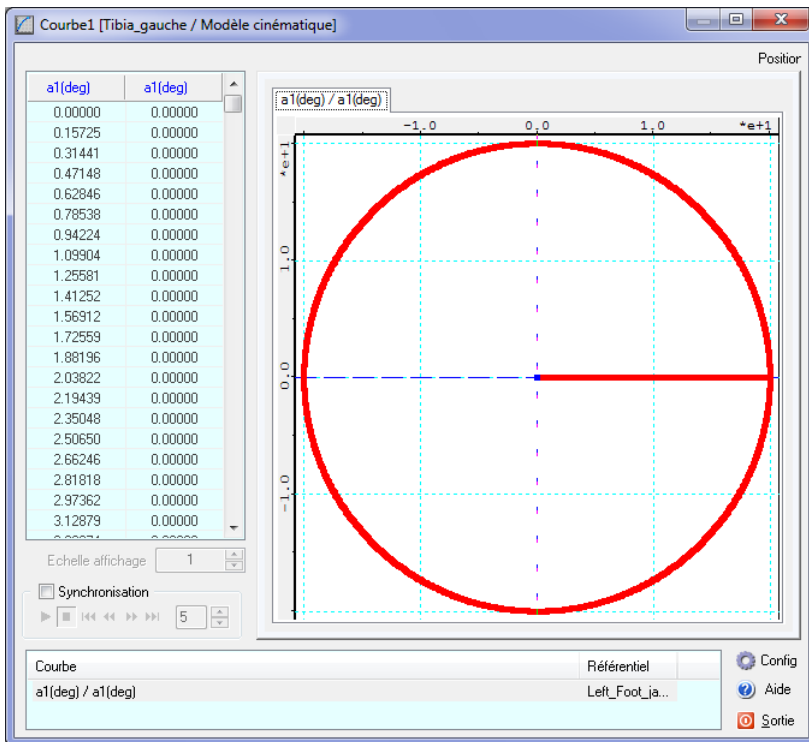 Courbe1 [Tibia_gauche / Modèle cinématique]
Position
a1(deg) a1(deg)
0.00000 0.00000
0.15725 0.00000
0.31441 0.00000
0.47148 0.00000
0.62846 0.00000
0.78538 0.00000
0.94224 0.00000
1.09904 0.00000
1.25581 0.00000
1.41252 0.00000
1.56912 0.00000
1.72559 0.00000
1.88196 0.00000
2.03822 0.00000
2.19439 0.00000
2.35048 0.00000
2.50650 0.00000
2.66246 0.00000
2.81818 0.00000
2.97362 0.00000
3.12879 0.00000
a1(deg) / a1(deg)
-1.0 0.0 1.0 *e+1
*e+1
1.0
0.0
-1.0
Echelle affichage 1
Synchronisation
5
Courbe Référentiel
a1(deg) / a1(deg) Left_Foot_ja...
Config
Aide
Sortie